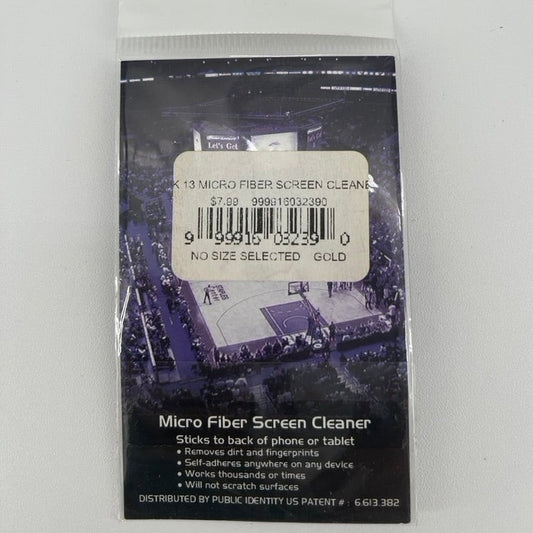 Let's Get
K 13 MICRO FIBER SCREEN CLEANE
$7.99 999916032390
9 99916 03239 0
NO SIZE SELECTED GOLD
Micro Fiber Screen Cleaner
Sticks to back of phone or tablet
• Removes dirt and fingerprints
• Self-adheres anywhere on any device
• Works thousands or times
• Will not scratch surfaces
DISTRIBUTED BY PUBLIC IDENTITY US PATENT # : 6.613.382